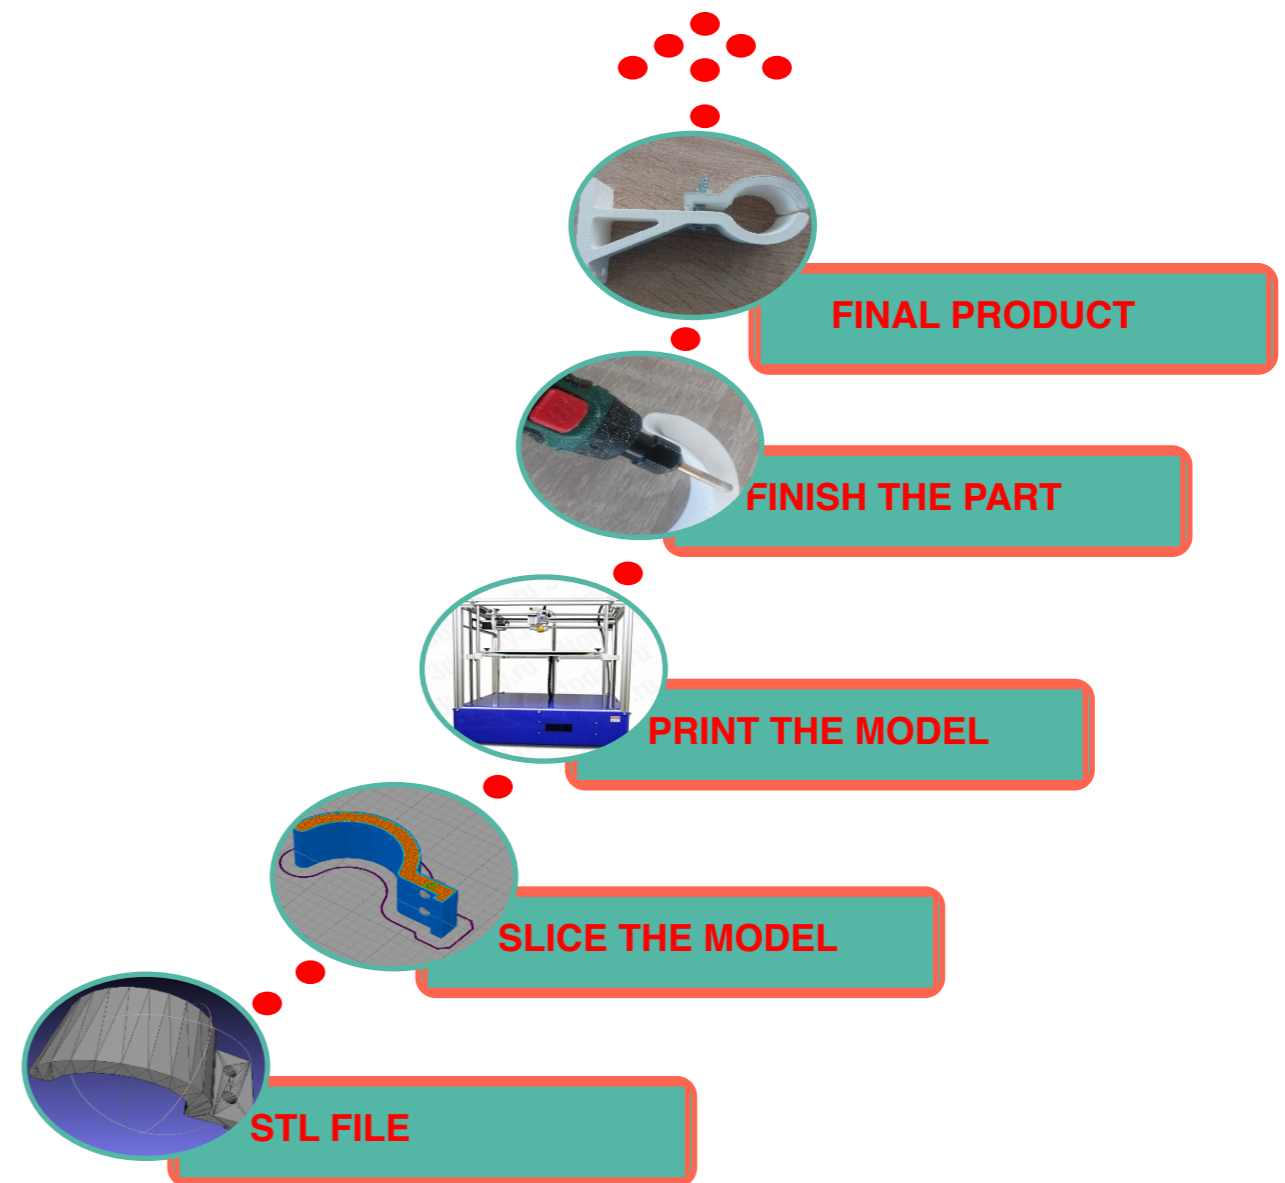 FINAL PRODUCT
FINISH THE PART
PRINT THE MODEL
SLICE THE MODEL
STL FILE